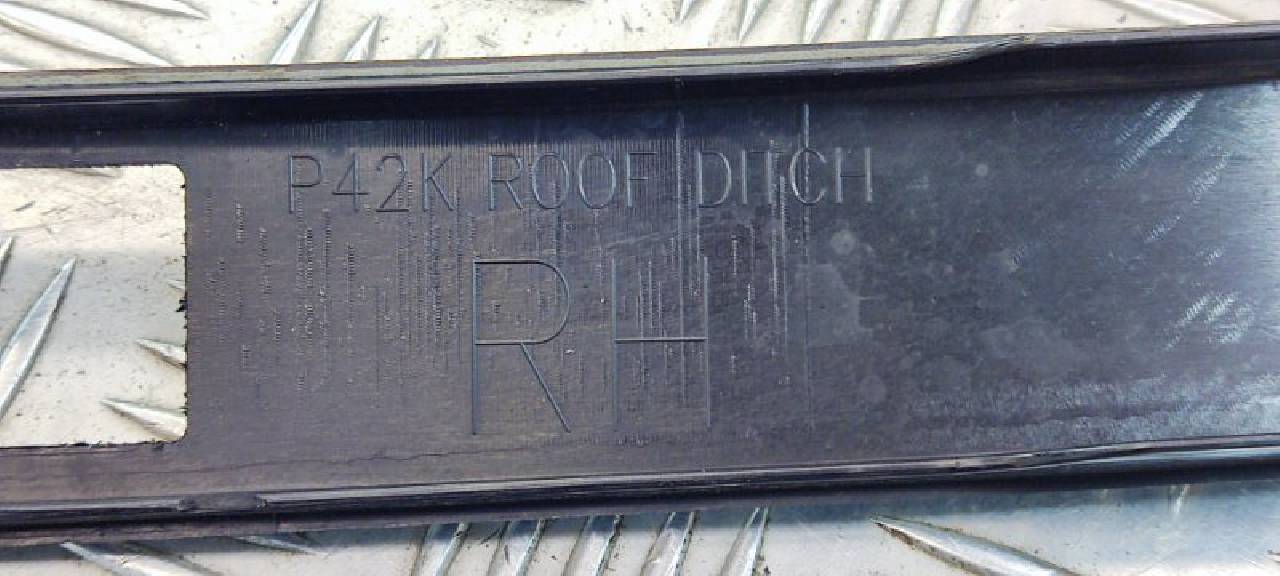 P42K ROOF DITCH
RH